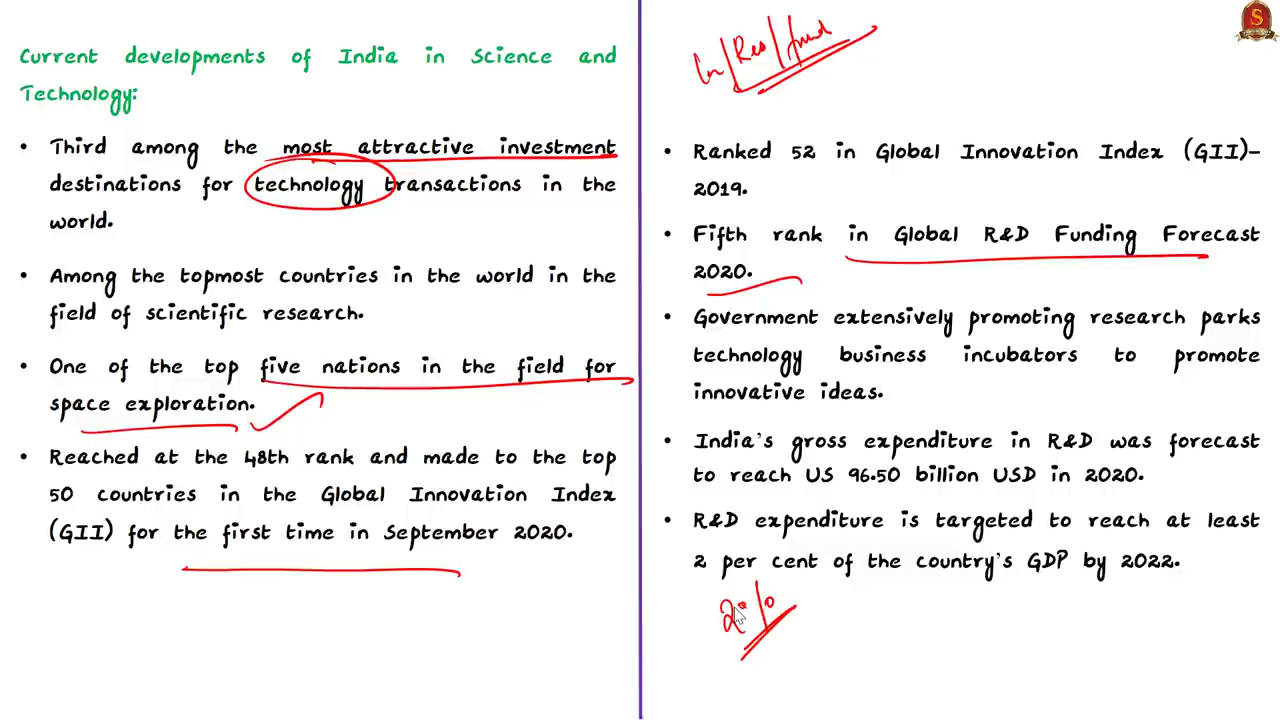 Current developments of India in Science and
Technology:
• Third among the most attractive investment
destinations for technology transactions in the
world.
• Among the topmost countries in the world in the
field of scientific research.
• One of the top five nations in the field for
space exploration.
• Reached at the 48th rank and made to the top
50 countries in the Global Innovation Index
(GII) for the first time in September 2020.
In/Res/fund
• Ranked 52 in Global Innovation Index (GII)-
2019.
• Fifth rank in Global R&D Funding Forecast
2020.
• Government extensively promoting research parks
technology business incubators to promote
innovative ideas.
• India's gross expenditure in R&D was forecast
to reach US 96.50 billion USD in 2020.
• R&D expenditure is targeted to reach at least
2 per cent of the country's GDP by 2022.
2%
S